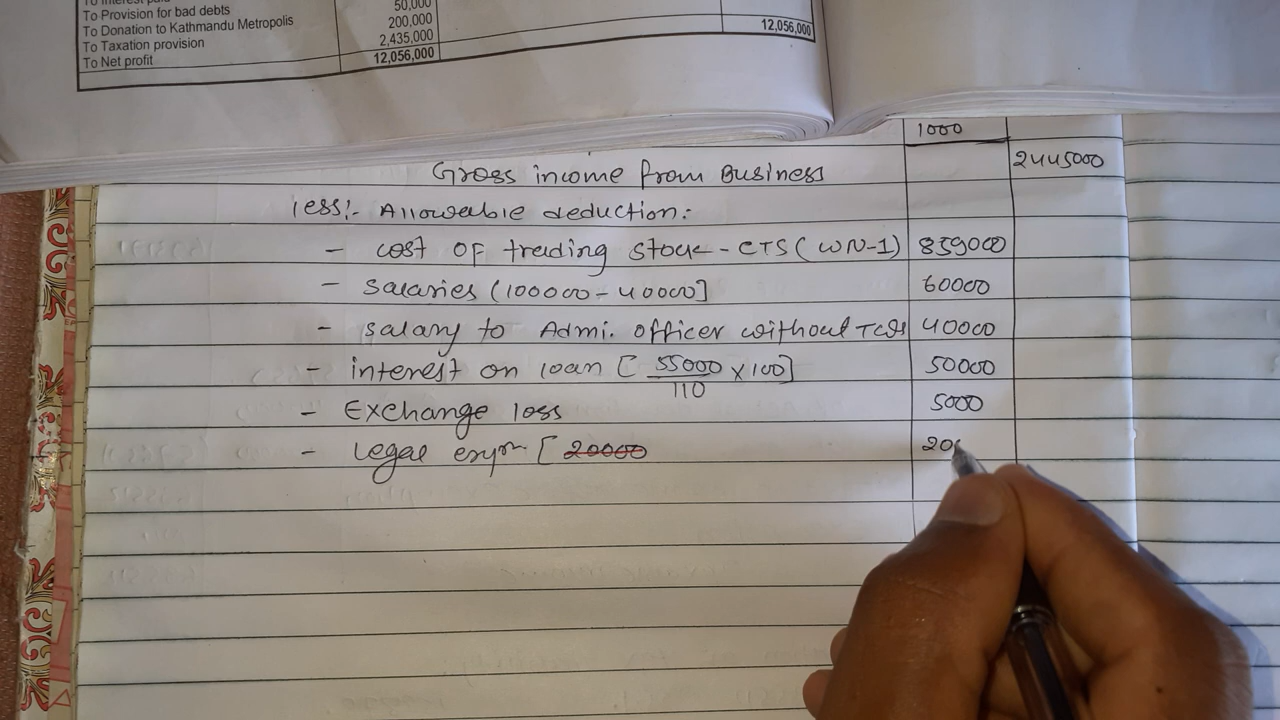 To Provision for bad debts 50,000
To Donation to Kathmandu Metropolis 200,000
To Taxation provision 2,435,000
To Net profit 12,056,000 12,056,000
1000
Gross income from Business 2445000
less:- Allowable deduction:
- cost of trading stock - CTS (WN-1) 859000
- Salaries (100000-40000] 60000
- salary to Admi. officer without TDS 40000
- interest on loan [ 55000/110 x 100] 50000
- Exchange loss 5000
- legal expn [ 20000 20